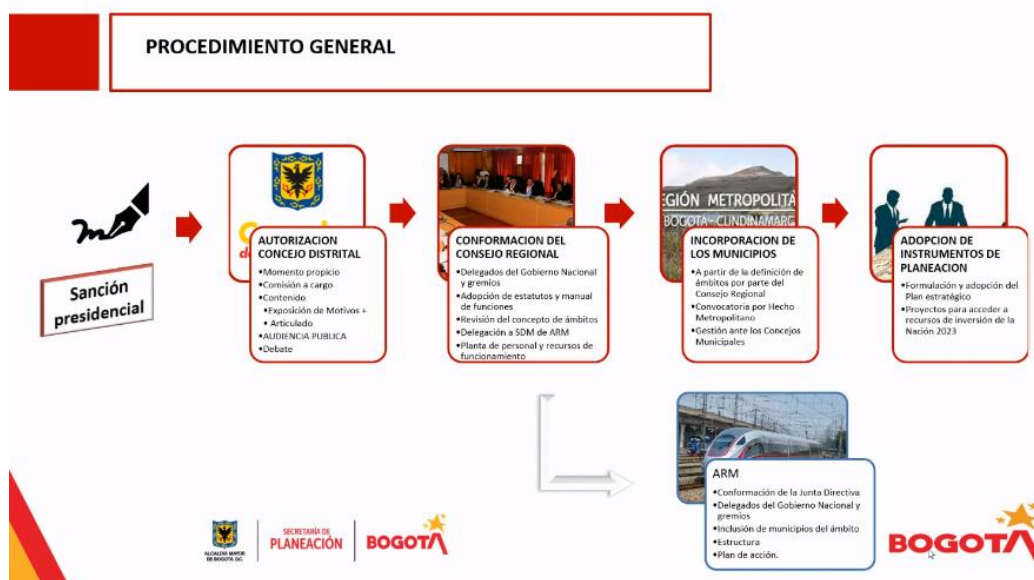 PROCEDIMIENTO GENERAL
Sanción
presidencial
AUTORIZACION
CONCEJO DISTRITAL
•Momento propicio
•Comisión a cargo
•Contenido
•Exposición de Motivos +
• Articulado
•AUDIENCIA PUBLICA
•Debate
CONFORMACION DEL
CONSEJO REGIONAL
•Delegados del Gobierno Nacional
y gremios
•Adopción de estatutos y manual
de funciones
•Revisión del concepto de ámbitos
•Delegación a SDM de ARM
•Planta de personal y recursos de
funcionamiento
GIÓN METROPOLITA
BOGOTÁ - CUNDINAMARC
INCORPORACION DE
LOS MUNICIPIOS
•A partir de la definición de
ámbitos por parte del
Consejo Regional
•Convocatoria por Hecho
Metropolitano
•Gestión ante los Concejos
Municipales
ADOPCION DE
INSTRUMENTOS DE
PLANEACION
•Formulación y adopción del
Plan estratégico
•Proyectos para acceder a
recursos de inversión de la
Nación 2023
ARM
•Conformación de la Junta Directiva
•Delegados del Gobierno Nacional y
gremios
•Inclusión de municipios del ámbito
•Estructura
•Plan de acción.
ALCALDÍA MAYOR
DE BOGOTÁ D.C.
SECRETARÍA DE
PLANEACIÓN
BOGOTÁ
BOGOTÁ